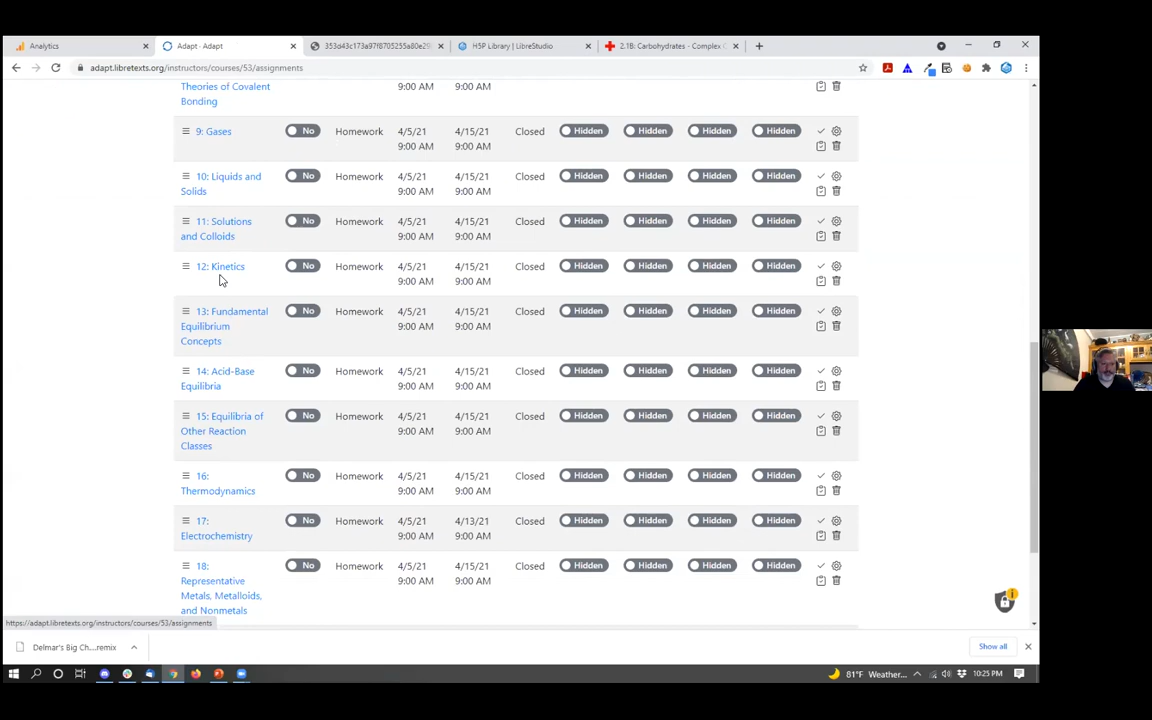 Analytics
Adapt · Adapt
353d43c173a97f8705255a80e29
H5P Library | LibreStudio
2.1B: Carbohydrates - Complex C
adapt.libretexts.org/instructors/courses/53/assignments
Theories of Covalent Bonding
9:00 AM
9:00 AM
9: Gases
No
Homework
4/5/21 9:00 AM
4/15/21 9:00 AM
Closed
Hidden
Hidden
Hidden
Hidden
10: Liquids and Solids
No
Homework
4/5/21 9:00 AM
4/15/21 9:00 AM
Closed
Hidden
Hidden
Hidden
Hidden
11: Solutions and Colloids
No
Homework
4/5/21 9:00 AM
4/15/21 9:00 AM
Closed
Hidden
Hidden
Hidden
Hidden
12: Kinetics
No
Homework
4/5/21 9:00 AM
4/15/21 9:00 AM
Closed
Hidden
Hidden
Hidden
Hidden
13: Fundamental Equilibrium Concepts
No
Homework
4/5/21 9:00 AM
4/15/21 9:00 AM
Closed
Hidden
Hidden
Hidden
Hidden
14: Acid-Base Equilibria
No
Homework
4/5/21 9:00 AM
4/15/21 9:00 AM
Closed
Hidden
Hidden
Hidden
Hidden
15: Equilibria of Other Reaction Classes
No
Homework
4/5/21 9:00 AM
4/15/21 9:00 AM
Closed
Hidden
Hidden
Hidden
Hidden
16: Thermodynamics
No
Homework
4/5/21 9:00 AM
4/15/21 9:00 AM
Closed
Hidden
Hidden
Hidden
Hidden
17: Electrochemistry
No
Homework
4/5/21 9:00 AM
4/13/21 9:00 AM
Closed
Hidden
Hidden
Hidden
Hidden
18: Representative Metals, Metalloids, and Nonmetals
No
Homework
4/5/21 9:00 AM
4/15/21 9:00 AM
Closed
Hidden
Hidden
Hidden
Hidden
https://adapt.libretexts.org/instructors/courses/53/assignments
Delmar's Big Ch....remix
Show all
81°F Weather...
10:25 PM